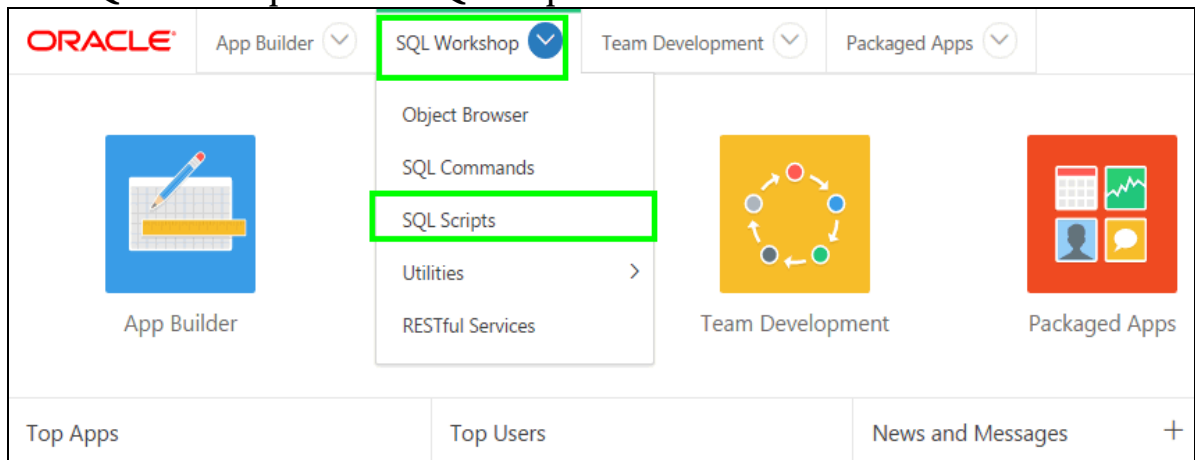 ORACLE
App Builder
SQL Workshop
Team Development
Packaged Apps
Object Browser
SQL Commands
SQL Scripts
Utilities
RESTful Services
App Builder
Team Development
Packaged Apps
Top Apps
Top Users
News and Messages +